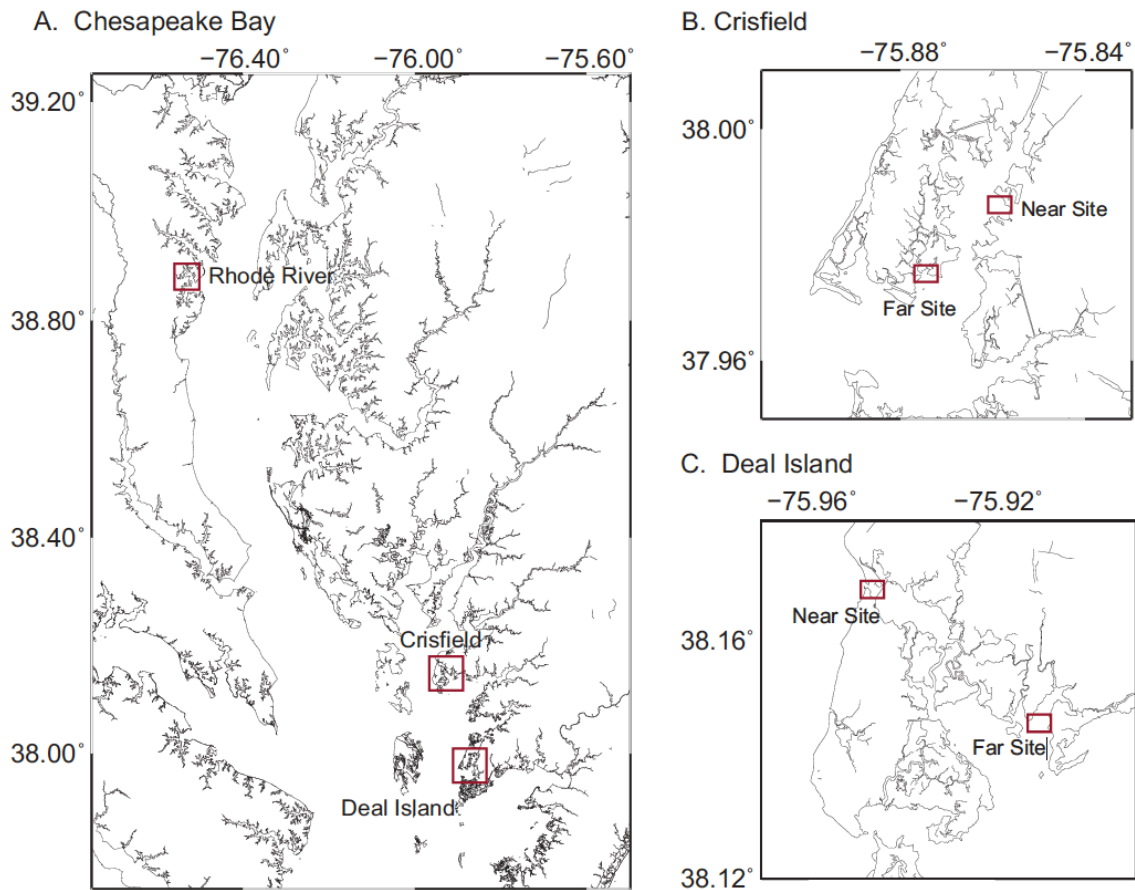 A. Chesapeake Bay
−76.40°
−76.00°
−75.60°
39.20°
38.80°
38.40°
38.00°
Rhode River
Crisfield
Deal Island
B. Crisfield
−75.88°
−75.84°
38.00°
37.96°
Near Site
Far Site
C. Deal Island
−75.96°
−75.92°
38.16°
38.12°
Near Site
Far Site